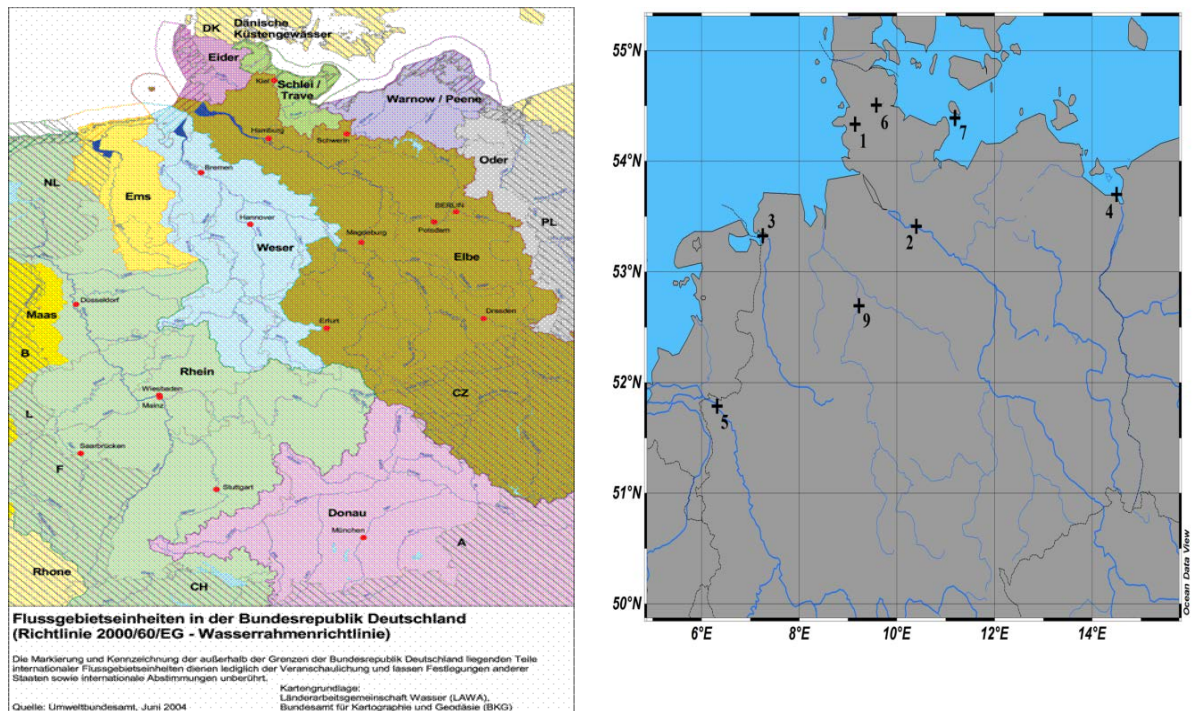 DK
Dänische
Küstengewässer
Eider
Kiel
Schlei /
Trave
Warnow / Peene
Hamburg
Schwerin
Oder
Bremen
NL
Ems
BERLIN
PL
Hannover
Potsdam
Magdeburg
Weser
Elbe
Düsseldorf
Maas
Dresden
Erfurt
B
Rhein
Wiesbaden
CZ
Mainz
L
Saarbrücken
F
Stuttgart
Donau
München
A
Rhone
CH
Flussgebietseinheiten in der Bundesrepublik Deutschland
(Richtlinie 2000/60/EG - Wasserrahmenrichtlinie)
Die Markierung und Kennzeichnung der außerhalb der Grenzen der Bundesrepublik Deutschland liegenden Teile
internationaler Flussgebietseinheiten dienen lediglich der Veranschaulichung und lassen Festlegungen anderer
Staaten sowie internationale Abstimmungen unberührt.
Kartengrundlage:
Länderarbeitsgemeinschaft Wasser (LAWA),
Quelle: Umweltbundesamt, Juni 2004
Bundesamt für Kartographie und Geodäsie (BKG)
55°N
6
7
1
54°N
4
3
2
53°N
9
52°N
5
51°N
50°N
6°E
8°E
10°E
12°E
14°E
Ocean Data View